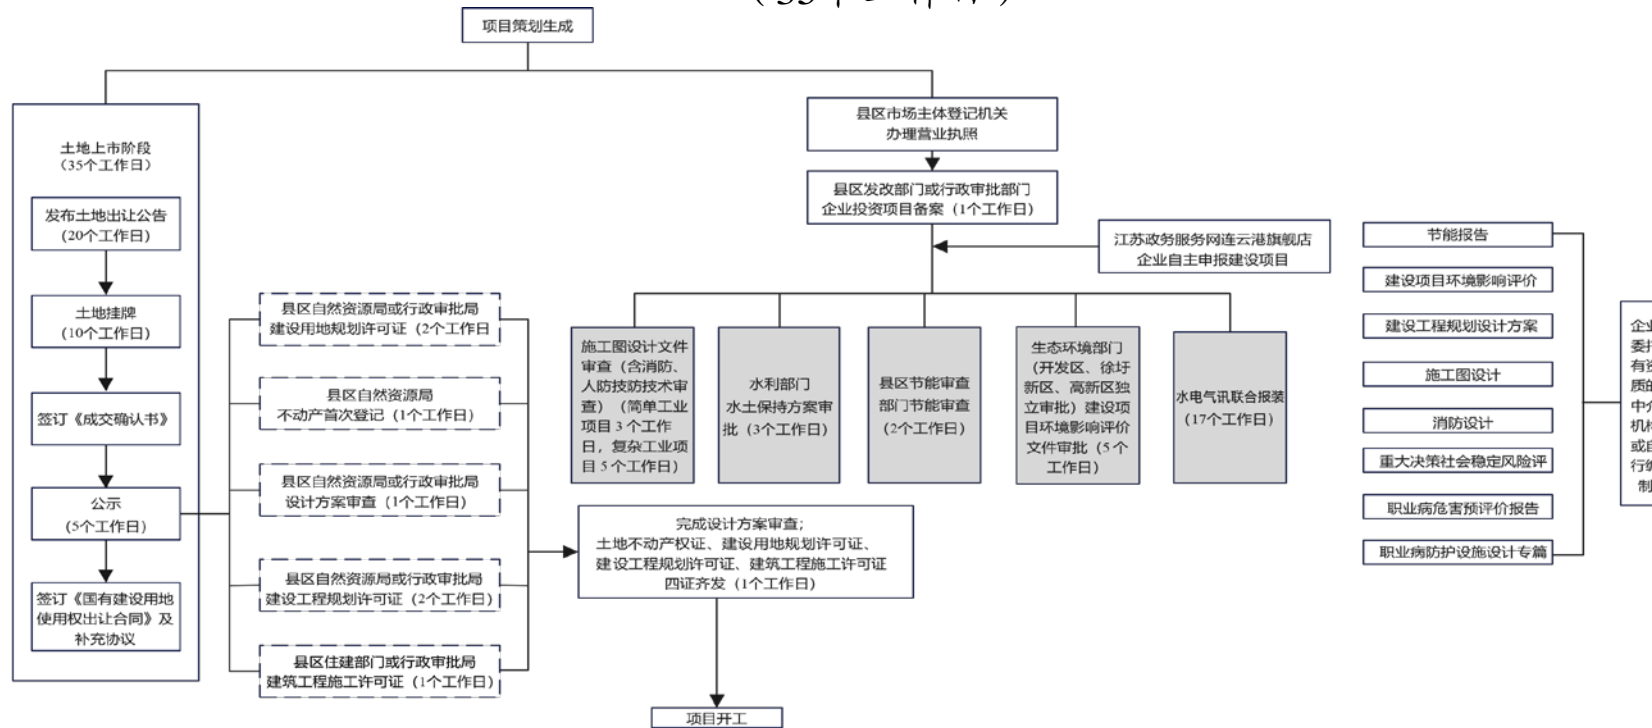 项目策划生成
土地上市阶段
（35个工作日）
发布土地出让公告
(20个工作日)
土地挂牌
(10个工作日)
签订《成交确认书》
公示
(5个工作日)
签订《国有建设用地
使用权出让合同》及
补充协议
县区自然资源局或行政审批局
建设用地规划许可证（2个工作日
县区自然资源局
不动产首次登记（1个工作日）
县区自然资源局或行政审批局
设计方案审查（1个工作日）
县区自然资源局或行政审批局
建设工程规划许可证（2个工作日）
县区住建部门或行政审批局
建筑工程施工许可证（1个工作日）
县区市场主体登记机关
办理营业执照
县区发改部门或行政审批部门
企业投资项目备案（1个工作日）
江苏政务服务网连云港旗舰店
企业自主申报建设项目
施工图设计文件
审查（含消防、
人防技防技术审
查）（简单工业
项目 3 个工作
日，复杂工业项
目 5 个工作日）
水利部门
水土保持方案审
批（3个工作日）
县区节能审查
部门节能审查
(2个工作日)
生态环境部门
（开发区、徐圩
新区、高新区独
立审批）建设项
目环境影响评价
文件审批（5 个
工作日）
水电气讯联合报装
(17个工作日)
完成设计方案审查；
土地不动产权证、建设用地规划许可证、
建设工程规划许可证、建筑工程施工许可证
四证齐发（1个工作日）
项目开工
节能报告
建设项目环境影响评价
建设工程规划设计方案
施工图设计
消防设计
重大决策社会稳定风险评
职业病危害预评价报告
职业病防护设施设计专篇
企业
有资
质的
中介
机构
或自
制